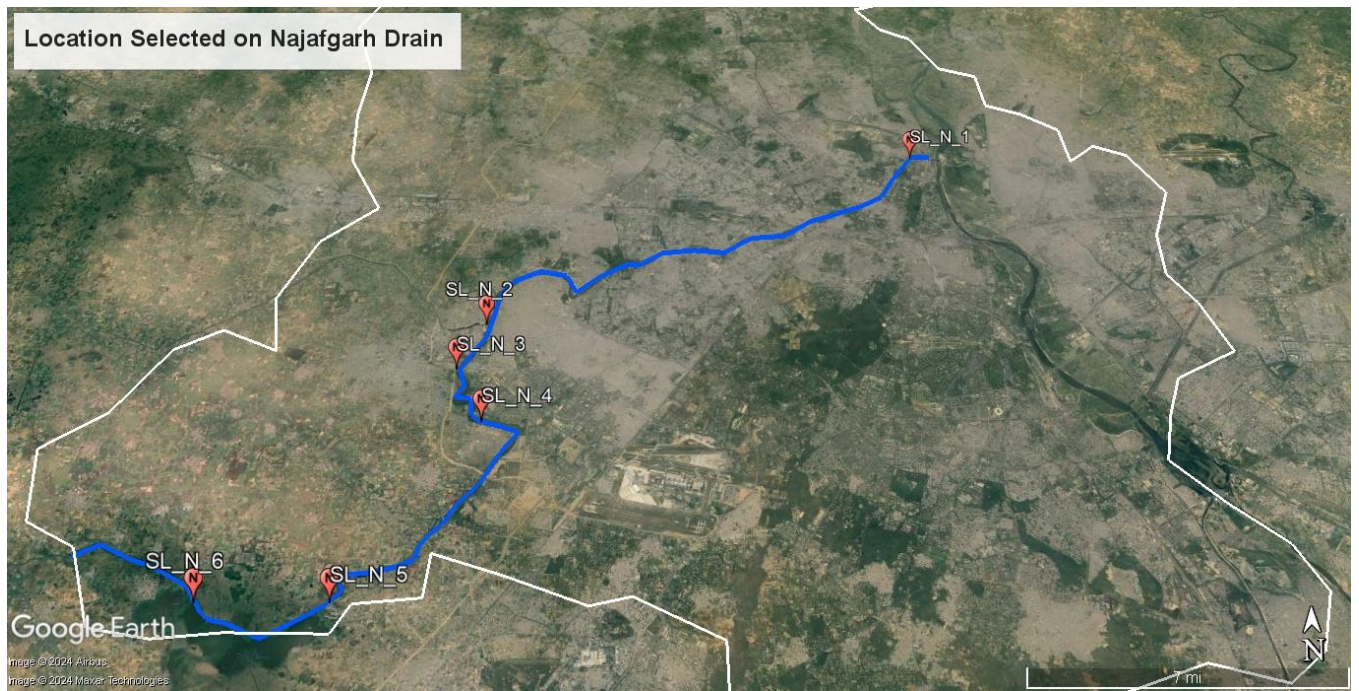 Location Selected on Najafgarh Drain
SL_N_1
SL_N_2
SL_N_3
SL_N_4
SL_N_6
SL_N_5
Google Earth
Image © 2024 Airbus
Image © 2024 Maxar Technologies
7 mi
N